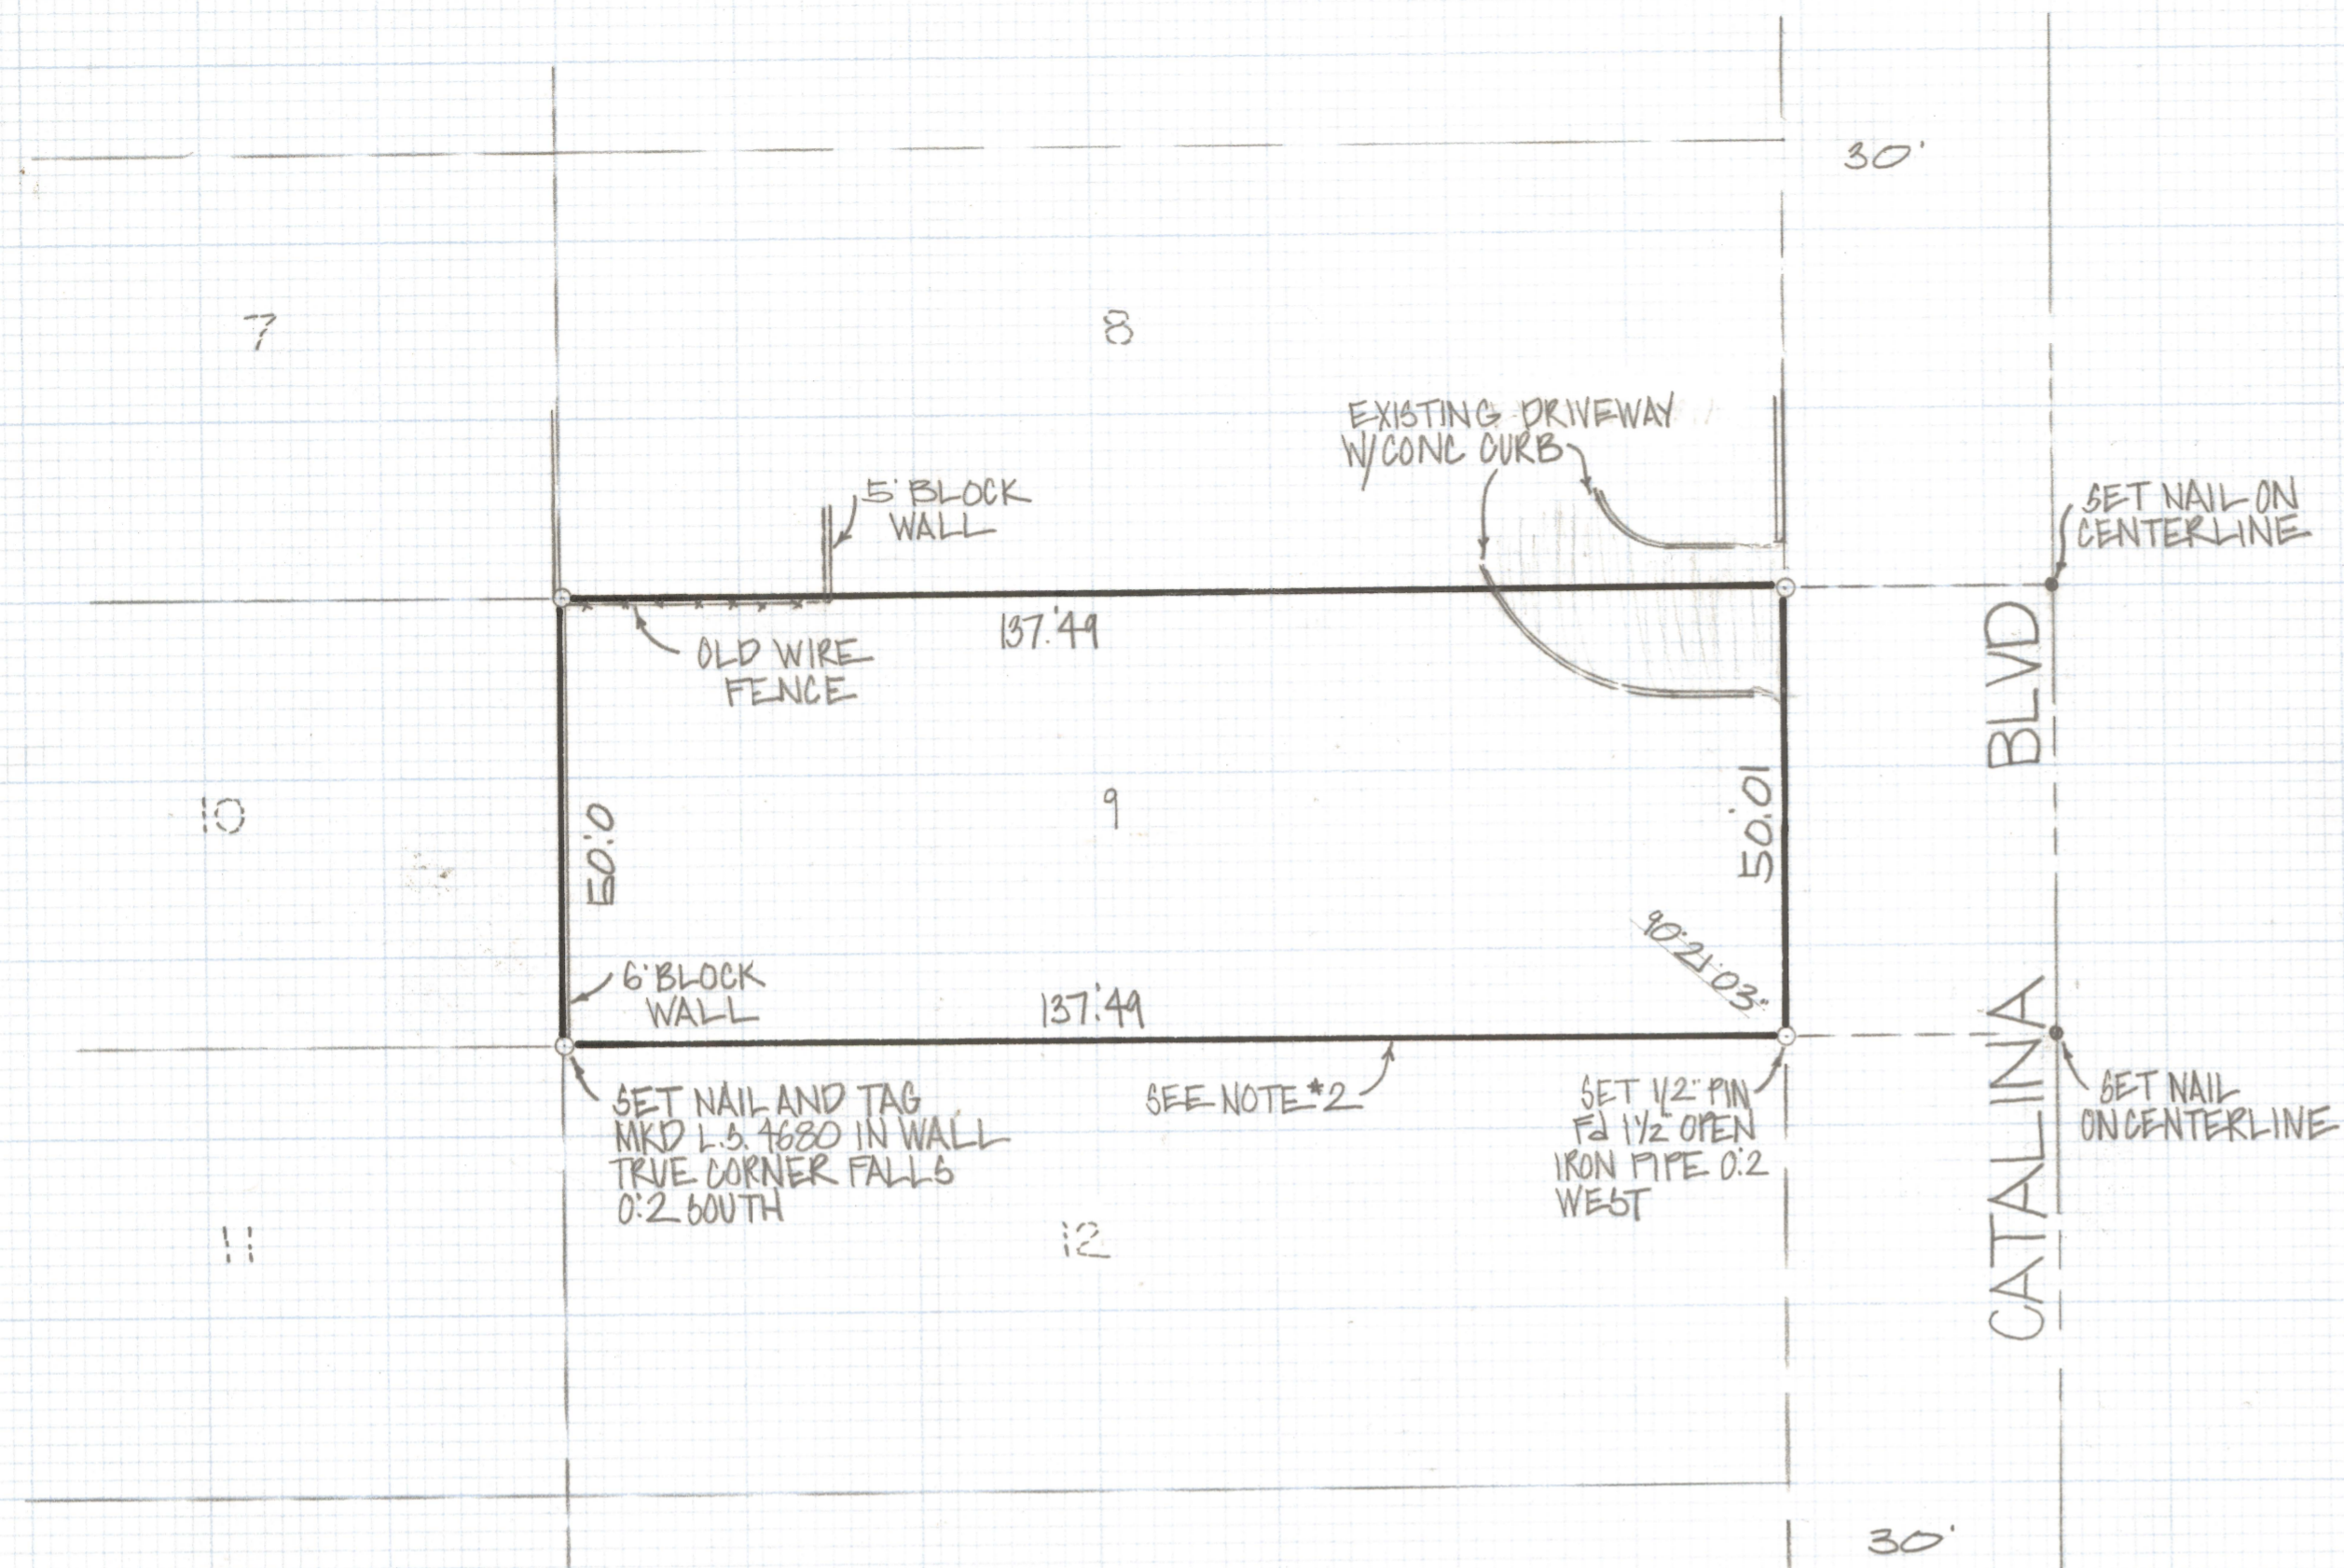 30'
7
8
EXISTING DRIVEWAY
W/CONC CURB
5' BLOCK
WALL
SET NAIL ON
CENTERLINE
137.'49
OLD WIRE
FENCE
BLVD
10
50.'0
9
50.'01
90°21'03"
6' BLOCK
WALL
137.'49
CATALINA
SET NAIL AND TAG
MKD L.S. 4680 IN WALL
TRUE CORNER FALLS
0.'2 SOUTH
SEE NOTE #2
SET 1/2" PIN
Fd 1 1/2" OPEN
IRON PIPE 0.'2
WEST
SET NAIL
ON CENTERLINE
11
12
30'